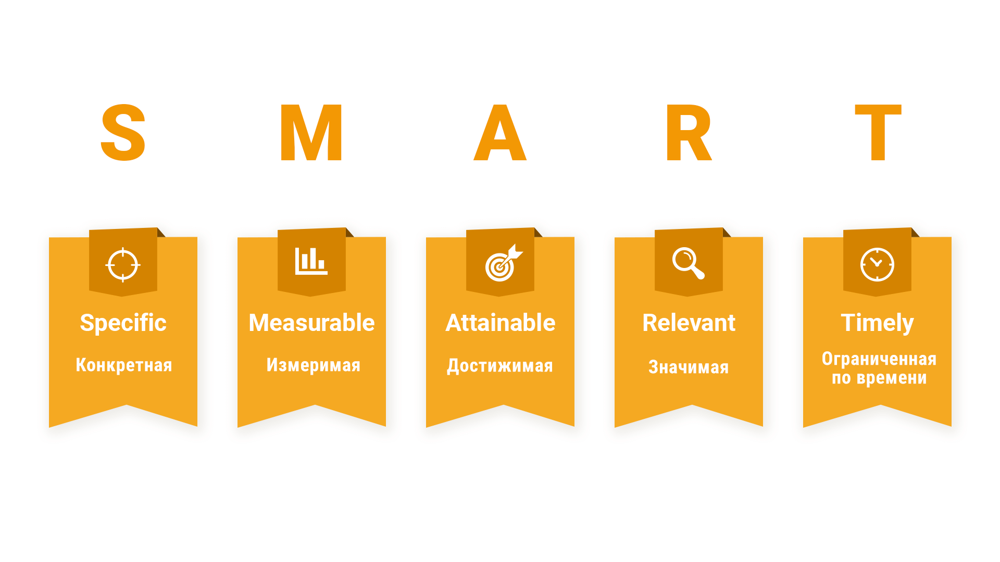 S M A R T
Specific
Конкретная
Measurable
Измеримая
Attainable
Достижимая
Relevant
Значимая
Timely
Ограниченная
по времени